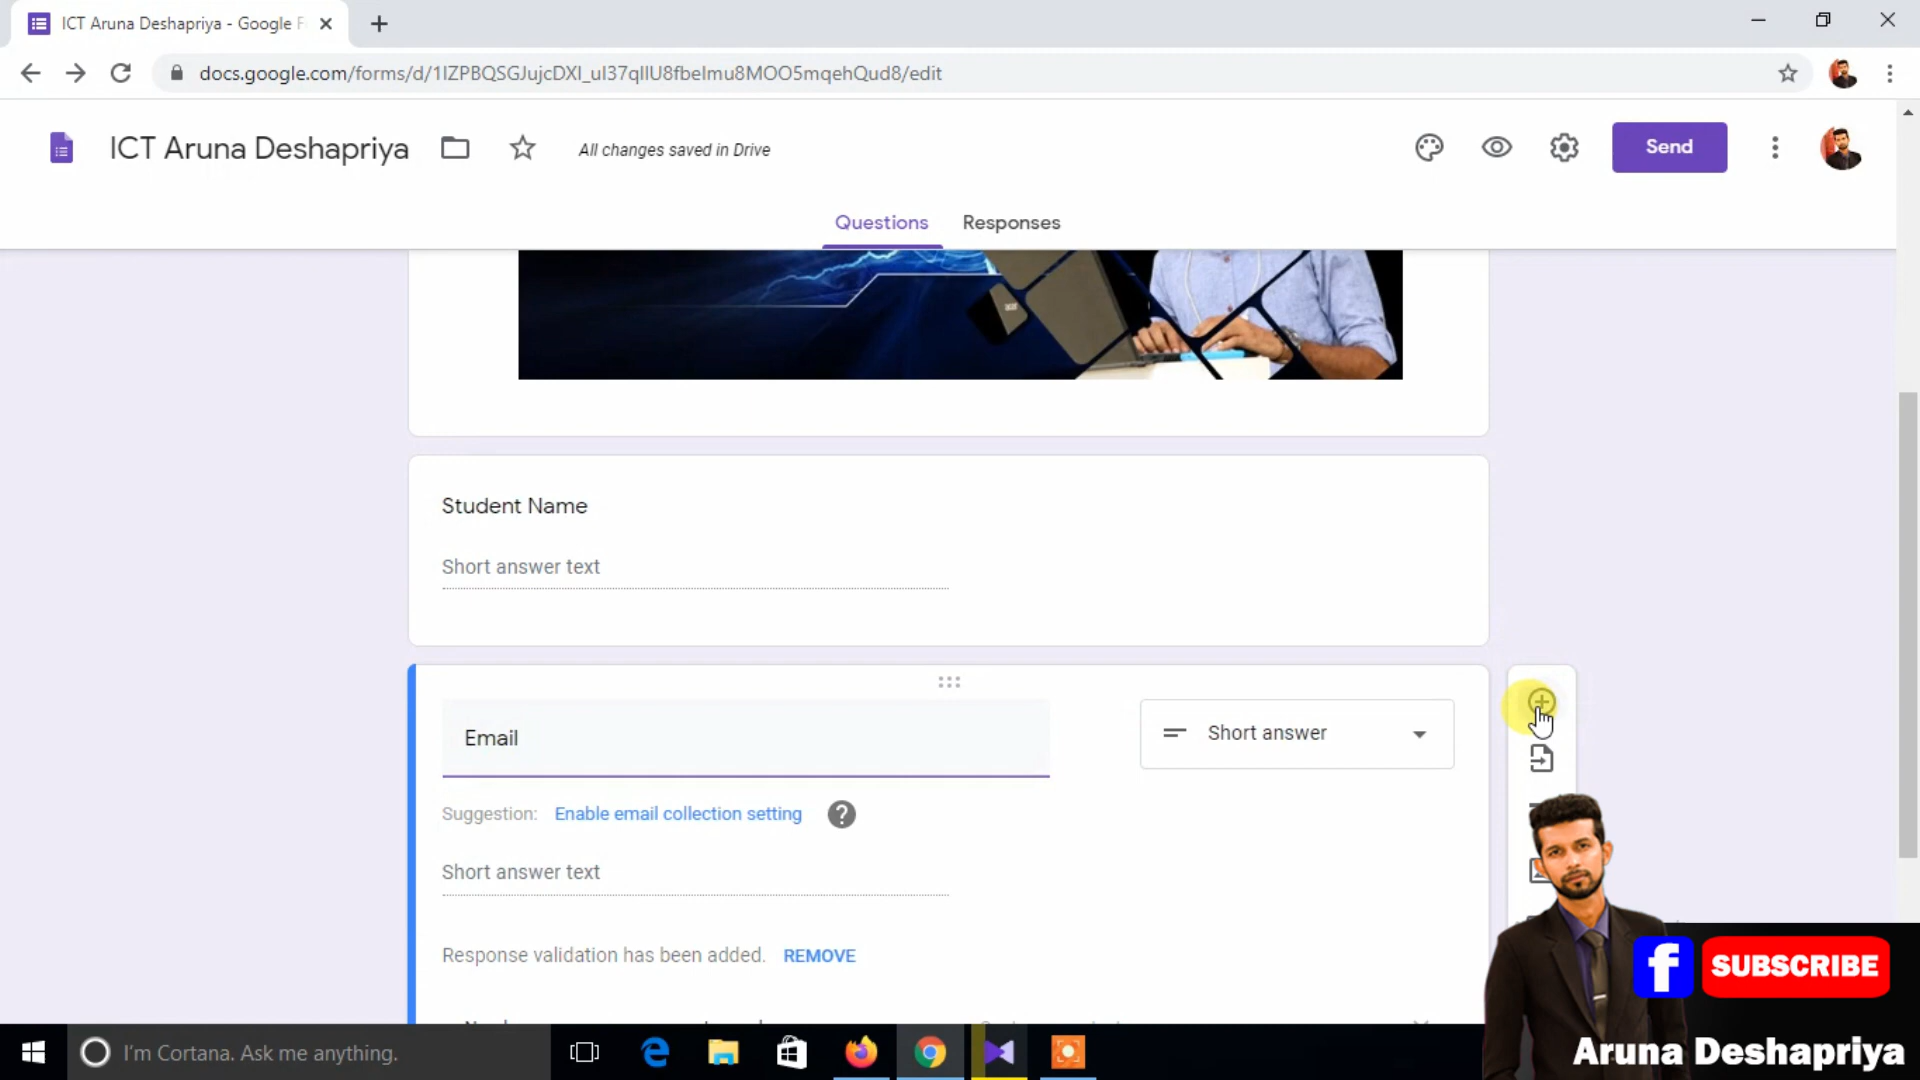 ICT Aruna Deshapriya - Google F
docs.google.com/forms/d/1IZPBQSGJujcDXI_uI37qIlU8fbeImu8MOO5mqehQud8/edit
ICT Aruna Deshapriya
All changes saved in Drive
Send
Questions
Responses
acer
Student Name
Short answer text
Email
Short answer
Suggestion: Enable email collection setting
Short answer text
Response validation has been added. REMOVE
SUBSCRIBE
I'm Cortana. Ask me anything.
Aruna Deshapriya